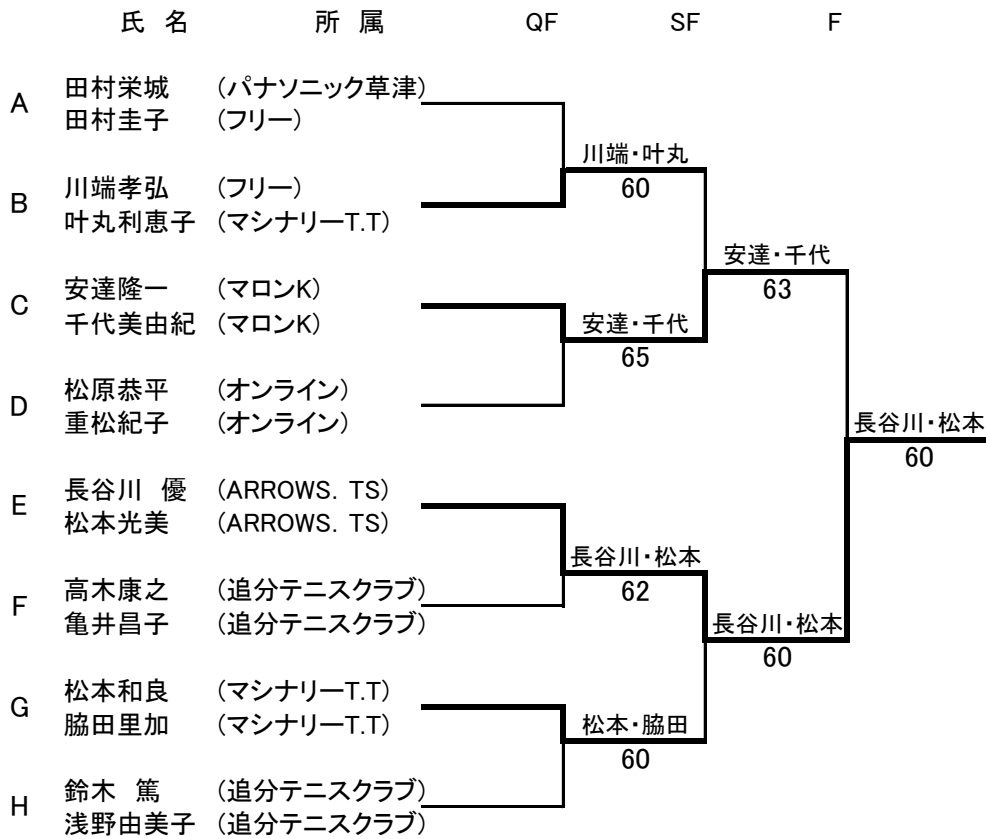 氏 名 所 属 QF SF F
A
田村栄城 (パナソニック草津)
田村圭子 (フリー)
川端・叶丸
60
B
川端孝弘 (フリー)
叶丸利恵子 (マシナリーT.T)
安達・千代
63
C
安達隆一 (マロンK)
千代美由紀 (マロンK)
安達・千代
65
D
松原恭平 (オンライン)
重松紀子 (オンライン)
長谷川・松本
60
E
長谷川 優 (ARROWS. TS)
松本光美 (ARROWS. TS)
長谷川・松本
62
F
高木康之 (追分テニスクラブ)
亀井昌子 (追分テニスクラブ)
長谷川・松本
60
G
松本和良 (マシナリーT.T)
脇田里加 (マシナリーT.T)
松本・脇田
60
H
鈴木 篤 (追分テニスクラブ)
浅野由美子 (追分テニスクラブ)